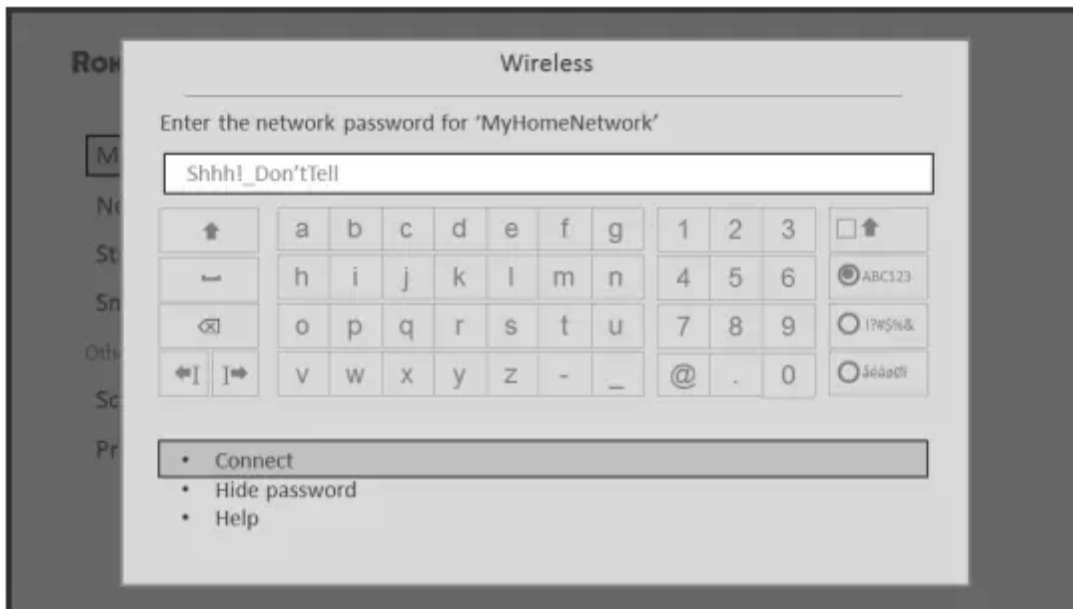 Wireless
Enter the network password for ‘MyHomeNetwork’
Shhh!_Don’tTell
a b c d e f g 1 2 3
h i j k l m n 4 5 6 ABC123
o p q r s t u 7 8 9 !?#$%&
v w x y z - _ @ . 0
• Connect
• Hide password
• Help